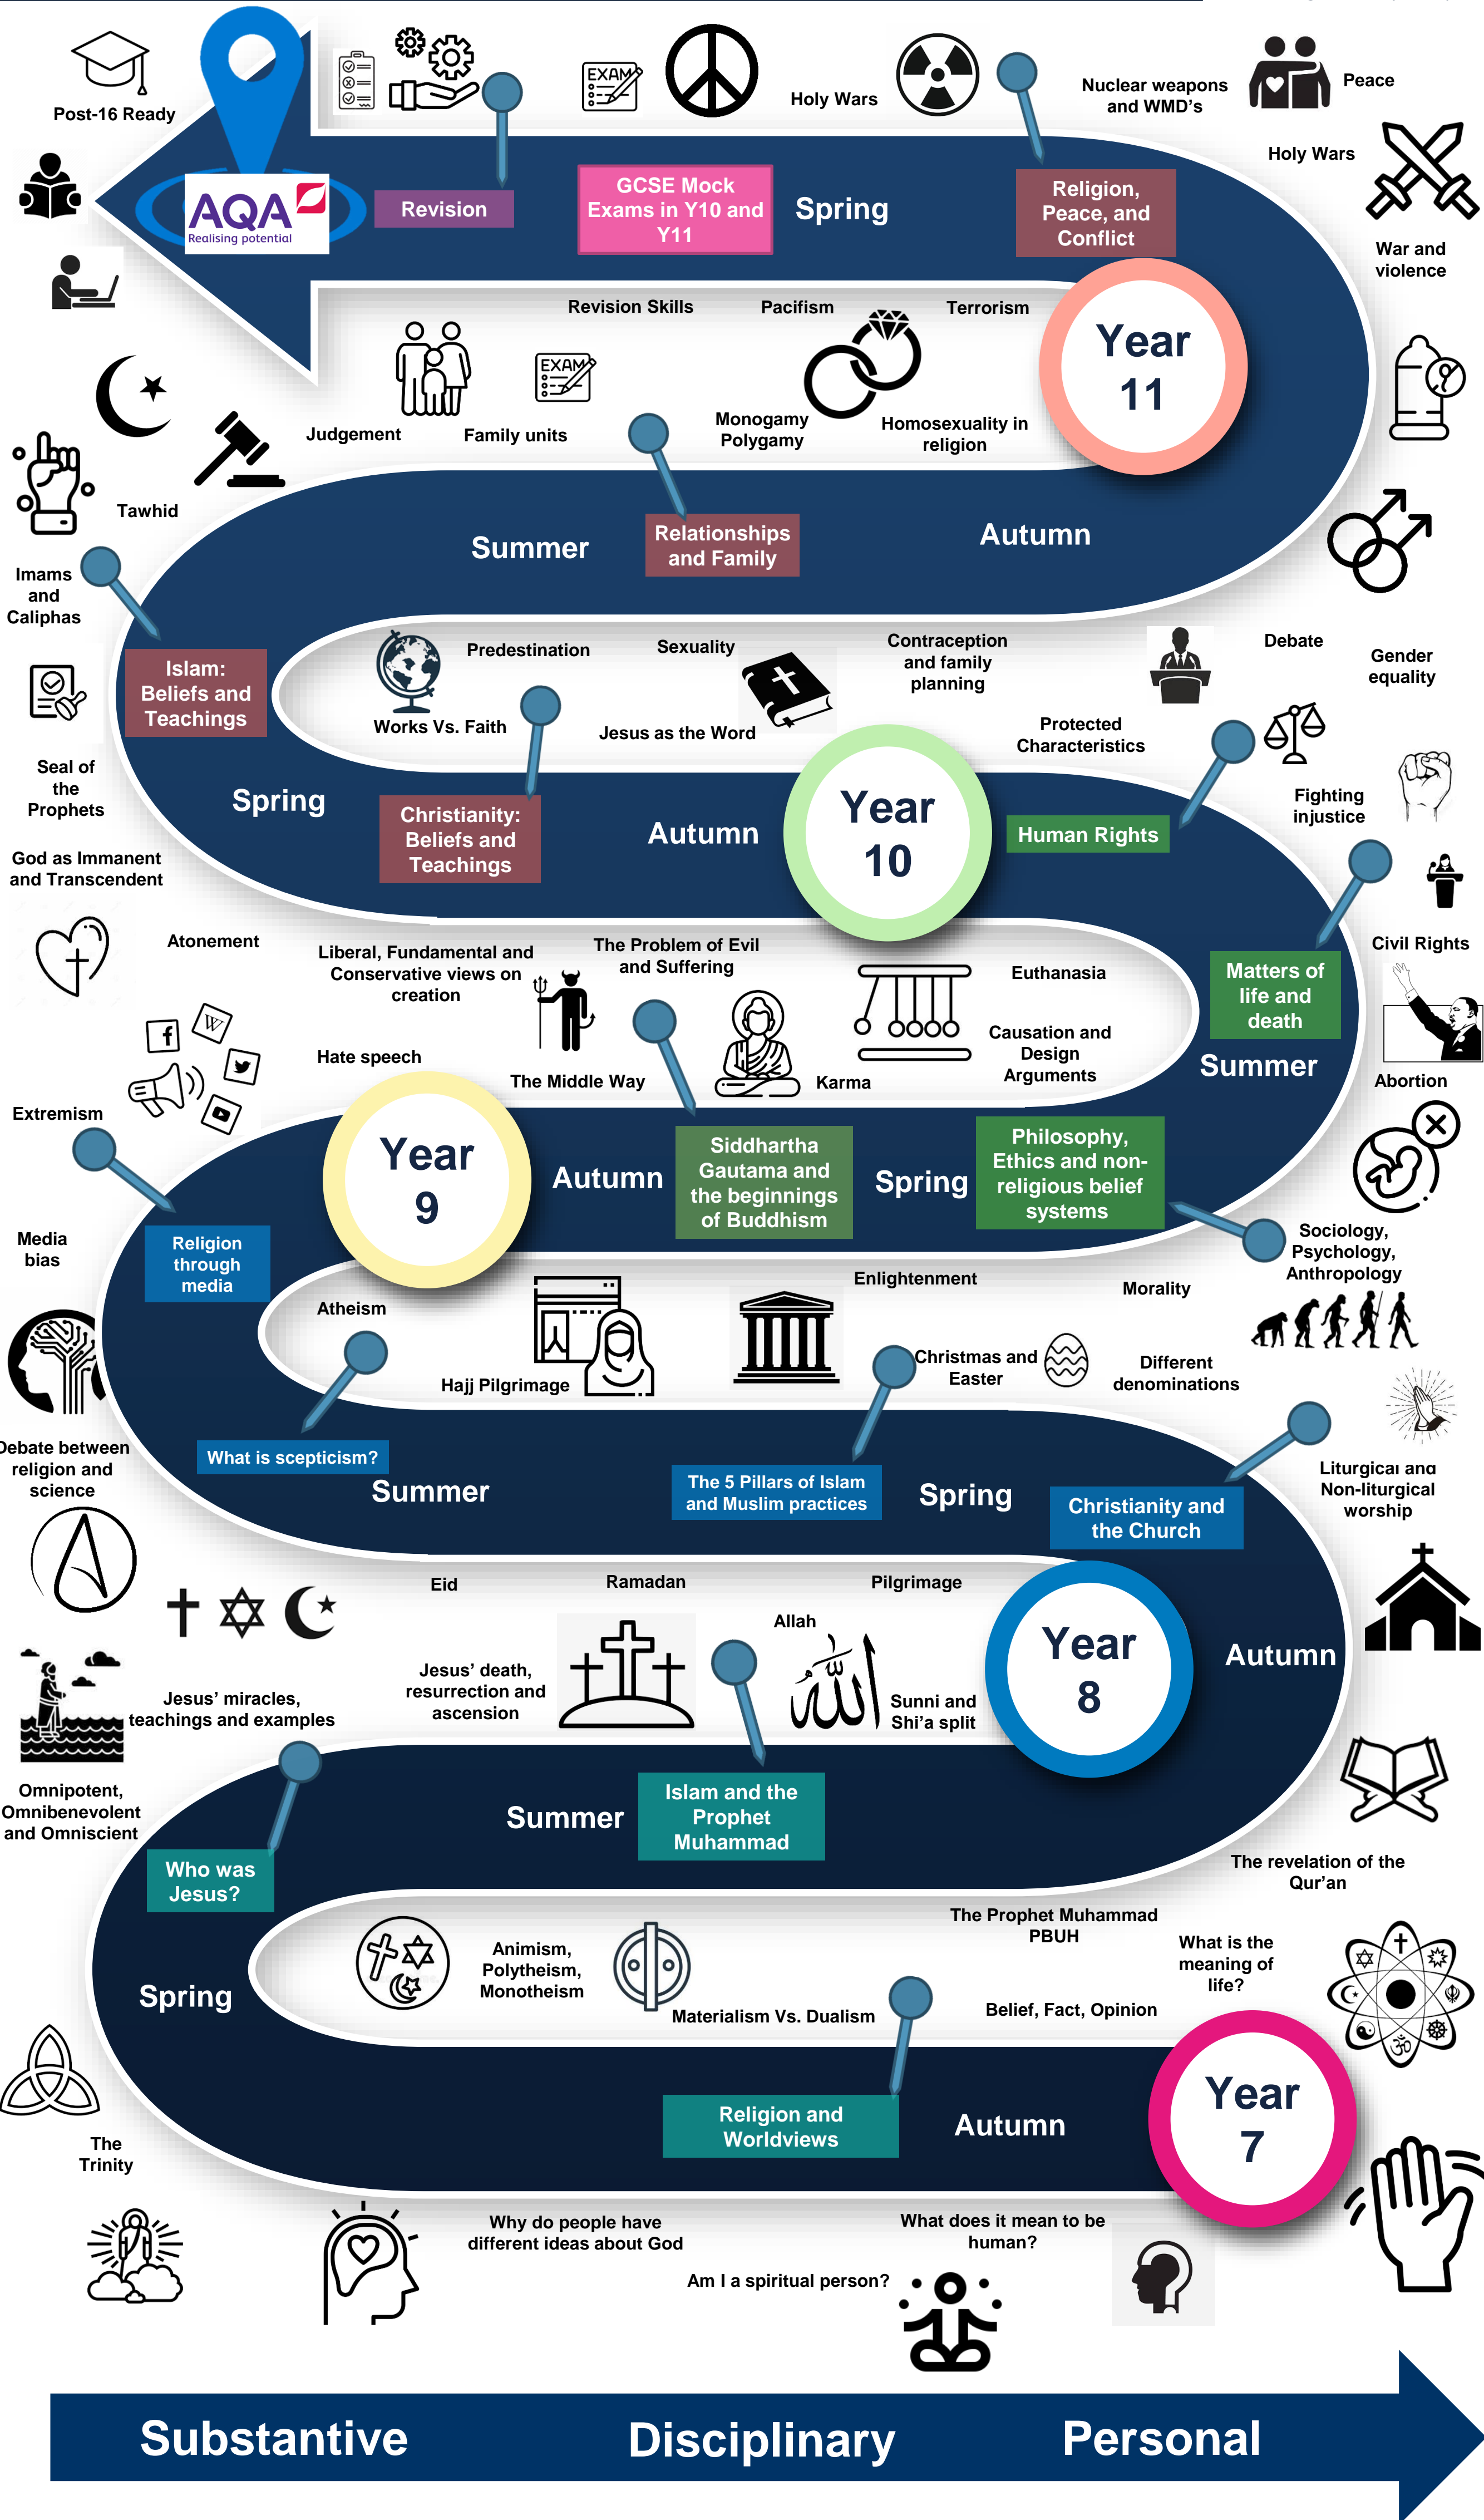 Post-16 Ready
EXAM
Holy Wars
Nuclear weapons
and WMD's
Peace
Holy Wars
War and
violence
AQA
Realising potential
Revision
GCSE Mock
Exams in Y10 and
Y11
Spring
Religion,
Peace, and
Conflict
Year
11
Revision Skills
Pacifism
Terrorism
EXAM
Judgement
Family units
Monogamy
Polygamy
Homosexuality in
religion
Tawhid
Summer
Relationships
and Family
Autumn
Imams
and
Caliphas
Islam:
Beliefs and
Teachings
Predestination
Sexuality
Contraception
and family
planning
Debate
Gender
equality
Works Vs. Faith
Jesus as the Word
Protected
Characteristics
Seal of
the
Prophets
Spring
Christianity:
Beliefs and
Teachings
Autumn
Year
10
Human Rights
Fighting
injustice
God as Immanent
and Transcendent
Atonement
Liberal, Fundamental and
Conservative views on
creation
The Problem of Evil
and Suffering
Euthanasia
Matters of
life and
death
Civil Rights
f
W
Hate speech
The Middle Way
Karma
Causation and
Design
Arguments
Summer
Abortion
Extremism
Year
9
Autumn
Siddhartha
Gautama and
the beginnings
of Buddhism
Spring
Philosophy,
Ethics and non-
religious belief
systems
Media
bias
Religion
through
media
Sociology,
Psychology,
Anthropology
Atheism
Enlightenment
Morality
Hajj Pilgrimage
Christmas and
Easter
Different
denominations
Debate between
religion and
science
What is scepticism?
Summer
The 5 Pillars of Islam
and Muslim practices
Spring
Christianity and
the Church
Liturgical and
Non-liturgical
worship
Eid
Ramadan
Pilgrimage
Allah
الله
Year
8
Autumn
Jesus' miracles,
teachings and examples
Jesus' death,
resurrection and
ascension
Sunni and
Shi'a split
Omnipotent,
Omnibenevolent
and Omniscient
Who was
Jesus?
Summer
Islam and the
Prophet
Muhammad
The revelation of the
Qur'an
Animism,
Polytheism,
Monotheism
The Prophet Muhammad
PBUH
What is the
meaning of
life?
Spring
Materialism Vs. Dualism
Belief, Fact, Opinion
ॐ
Religion and
Worldviews
Autumn
Year
7
The
Trinity
Why do people have
different ideas about God
What does it mean to be
human?
Am I a spiritual person?
Substantive
Disciplinary
Personal